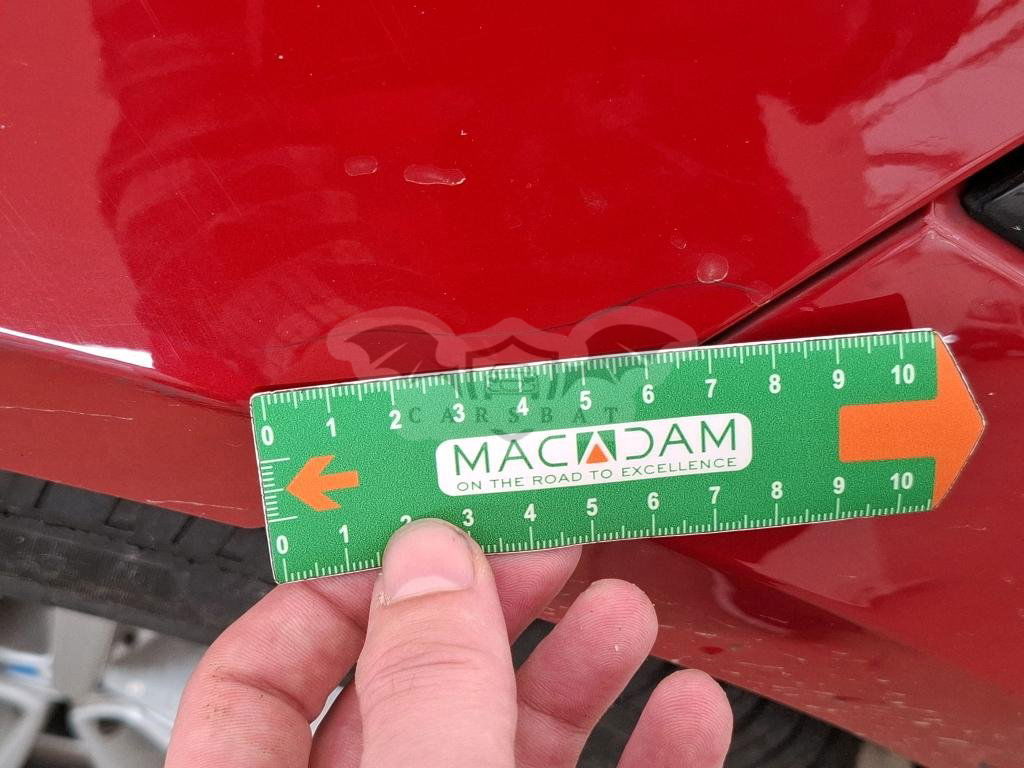 0 1 2 3 4 5 6 7 8 9 10
CARSBAT
MACADAM
ON THE ROAD TO EXCELLENCE
0 1 2 3 4 5 6 7 8 9 10